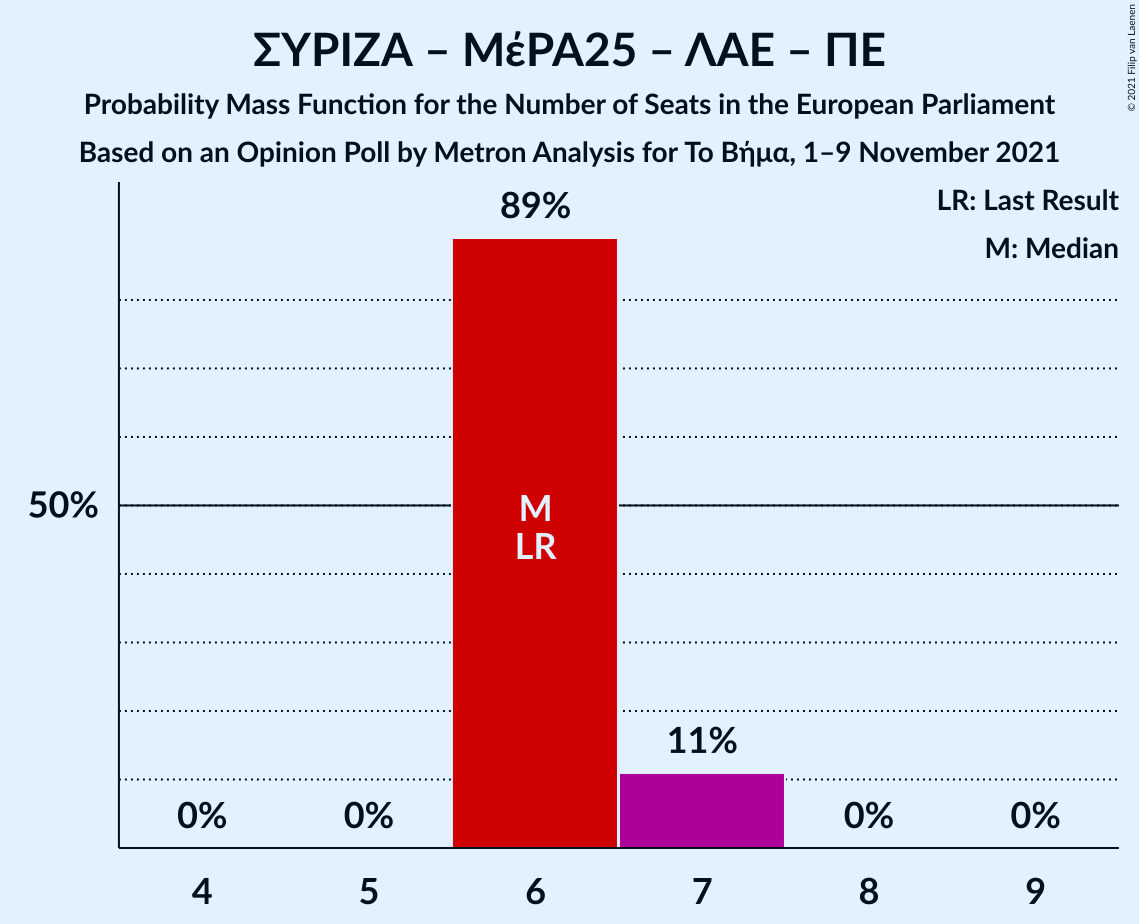 ΣΥΡΙΖΑ – ΜέΡΑ25 – ΛΑΕ – ΠΕ
Probability Mass Function for the Number of Seats in the European Parliament
Based on an Opinion Poll by Metron Analysis for Το Βήμα, 1–9 November 2021
© 2021 Filip van Laenen
LR: Last Result
M: Median
89%
50%
M
LR
11%
0%
0%
0%
0%
4
5
6
7
8
9